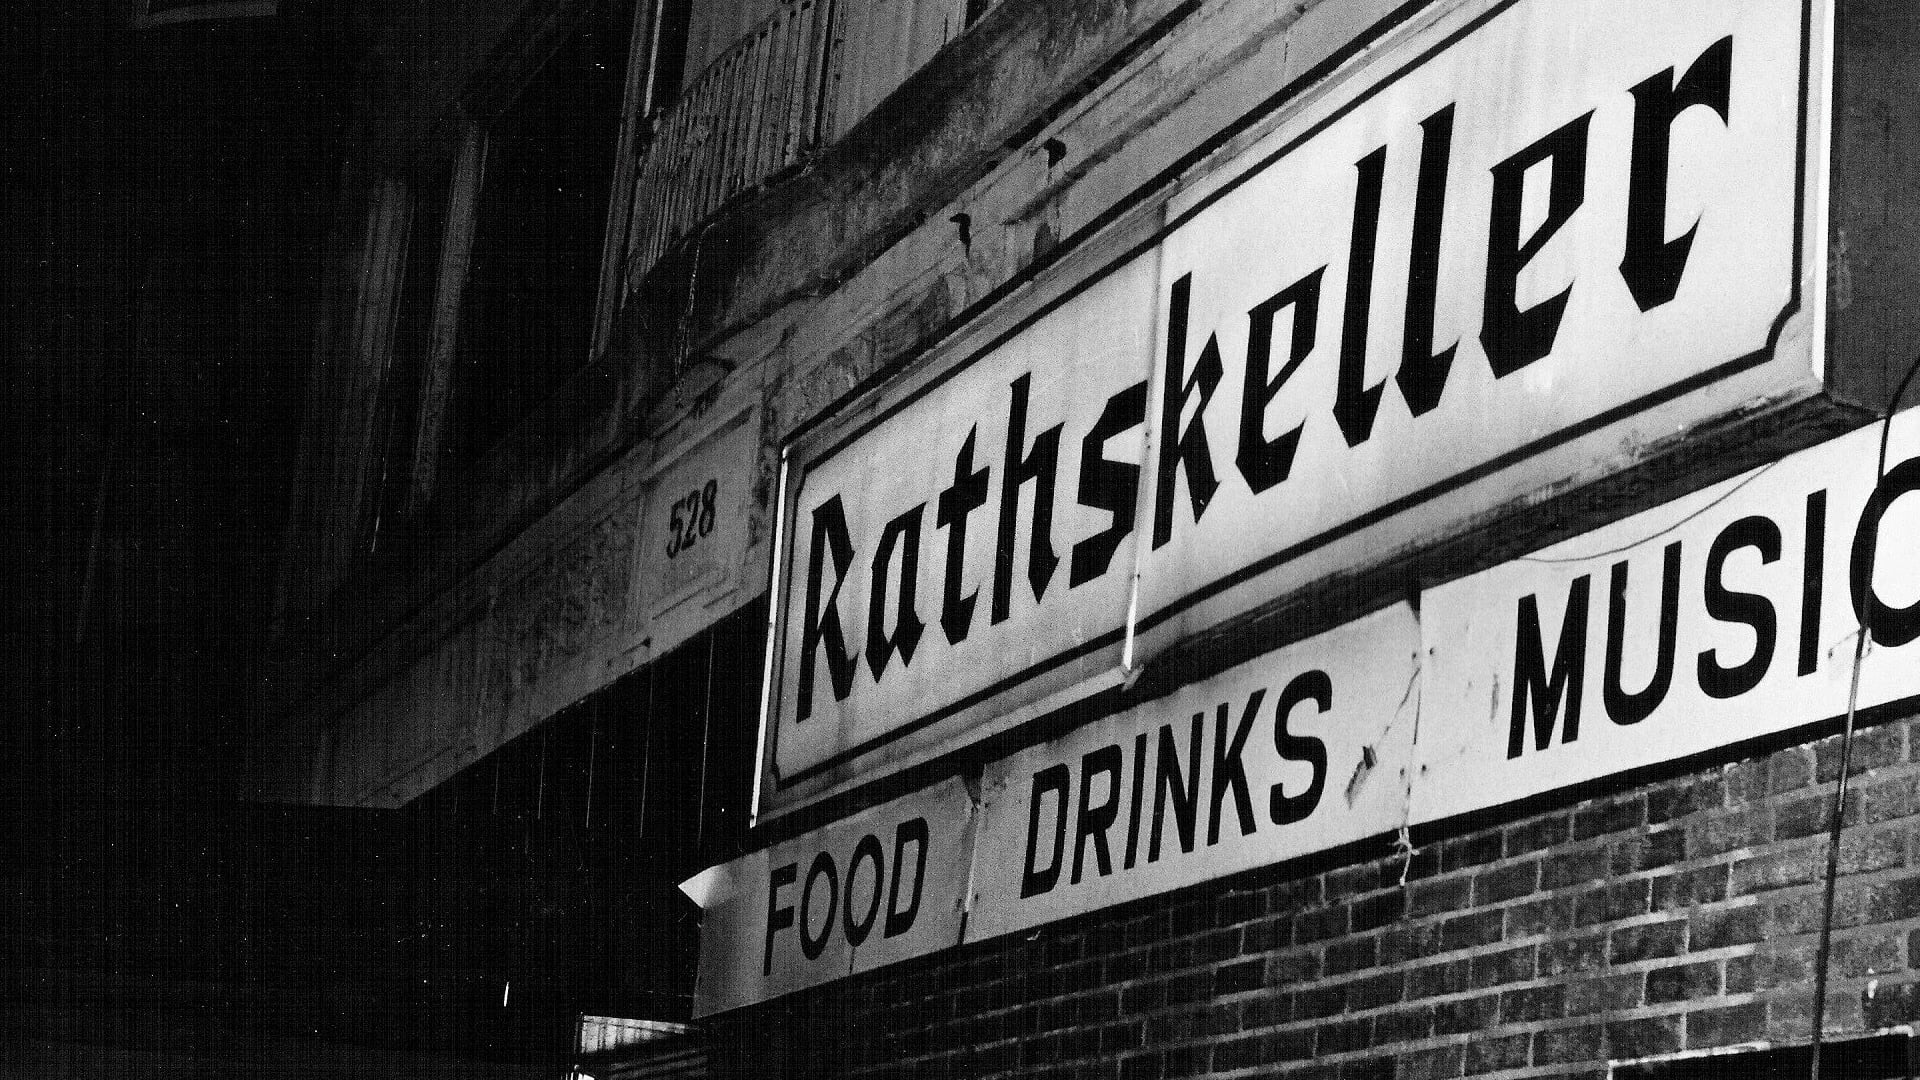 528
Rathskeller
FOOD DRINKS MUSIC